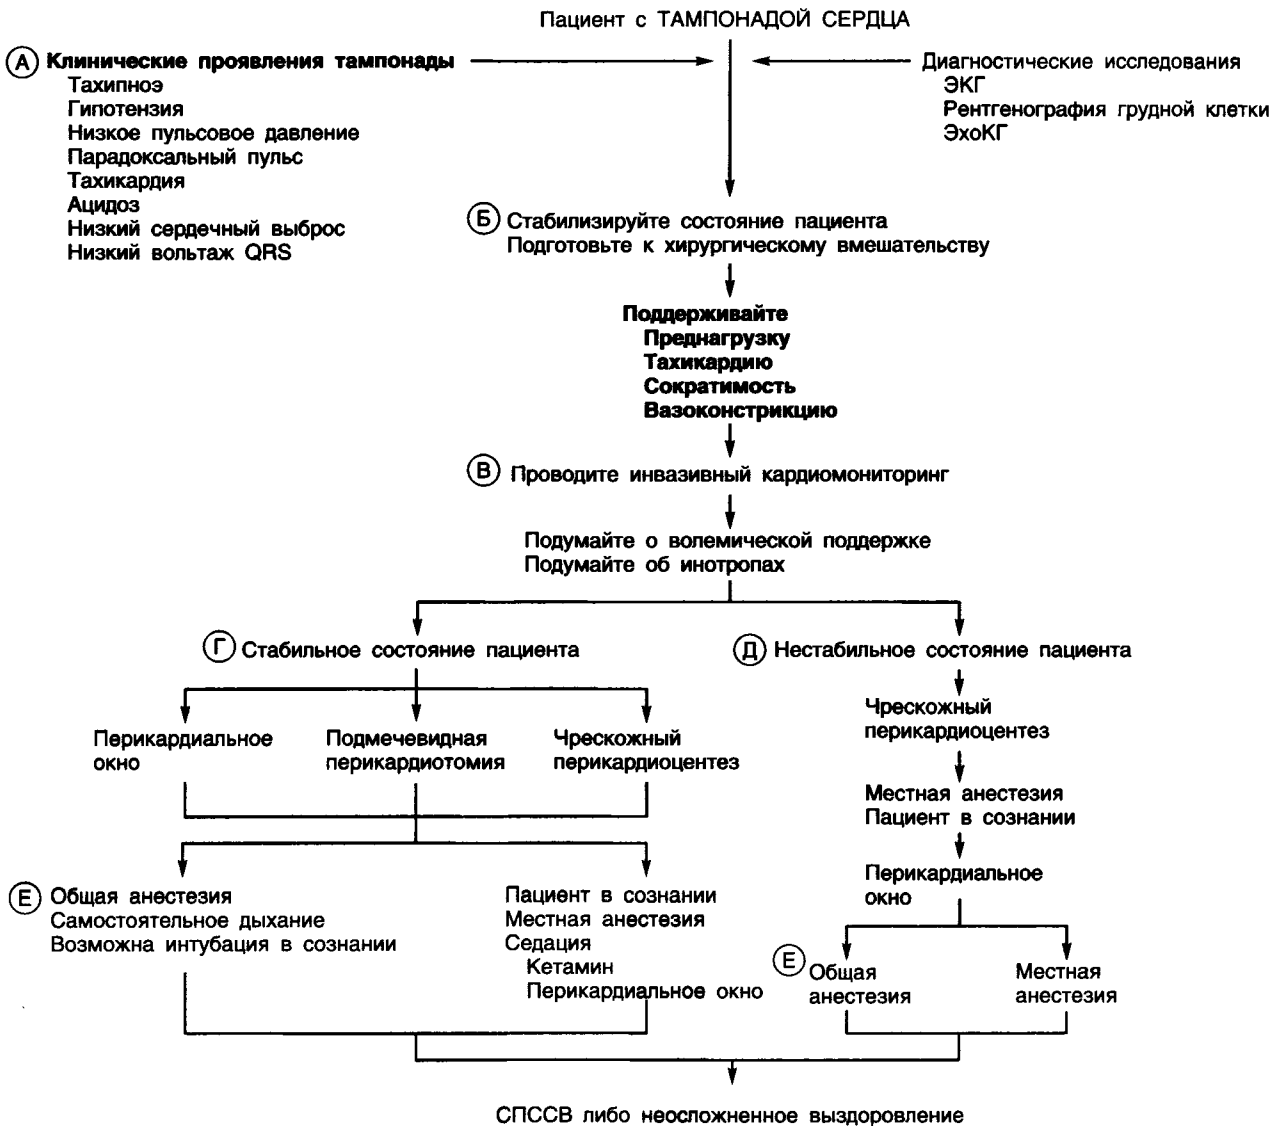 Пациент с ТАМПОНАДОЙ СЕРДЦА
А Клинические проявления тампонады
Тахипноэ
Гипотензия
Низкое пульсовое давление
Парадоксальный пульс
Тахикардия
Ацидоз
Низкий сердечный выброс
Низкий вольтаж QRS
Диагностические исследования
ЭКГ
Рентгенография грудной клетки
ЭхоКГ
Б Стабилизируйте состояние пациента
Подготовьте к хирургическому вмешательству
Поддерживайте
Преднагрузку
Тахикардию
Сократимость
Вазоконстрикцию
В Проводите инвазивный кардиомониторинг
Подумайте о волемической поддержке
Подумайте об инотропах
Г Стабильное состояние пациента
Перикардиальное
окно
Подмечевидная
перикардиотомия
Чрескожный
перикардиоцентез
Е Общая анестезия
Самостоятельное дыхание
Возможна интубация в сознании
Пациент в сознании
Местная анестезия
Седация
Кетамин
Перикардиальное окно
Д Нестабильное состояние пациента
Чрескожный
перикардиоцентез
Местная анестезия
Пациент в сознании
Перикардиальное
окно
Е Общая
анестезия
Местная
анестезия
СПССВ либо неосложненное выздоровление